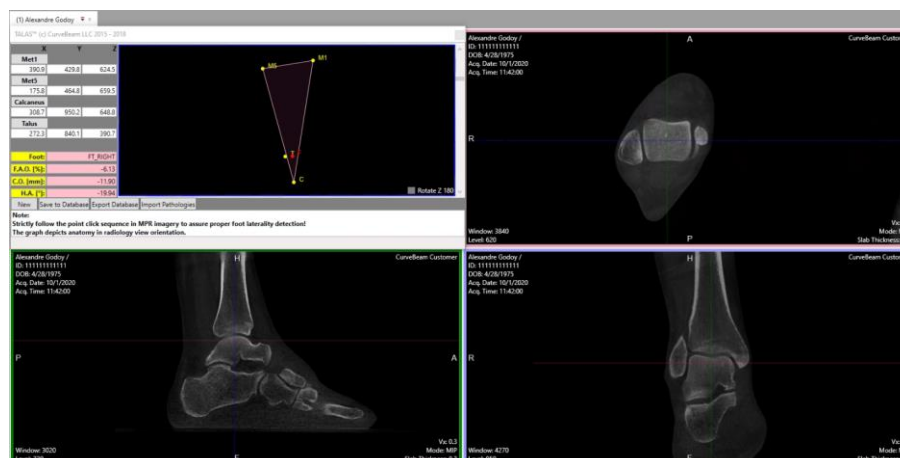 (1) Alexandre Godoy
TALAS™ (c) CurveBeam LLC 2015 - 2018
X Y Z
Met1
390.9 429.8 624.5
Met5
175.8 464.8 659.5
Calcaneus
308.7 950.2 648.8
Talus
272.3 840.1 390.7
Foot: FT_RIGHT
F.A.O. [%]: -6.13
C.O. [mm]: -11.90
H.A. [°]: -19.94
M5 M1
C
Rotate Z 180
New Save to Database Export Database Import Pathologies
Note:
Strictly follow the point click sequence in MPR imagery to assure proper foot laterality detection!
The graph depicts anatomy in radiology view orientation.
Alexandre Godoy /
ID: 111111111111
DOB: 4/28/1975
Acq. Date: 10/1/2020
Acq. Time: 11:42:00
A
CurveBeam Custo
R
Window: 3840
Level: 620
P
Mode:
Slab Thickness:
Alexandre Godoy /
ID: 111111111111
DOB: 4/28/1975
Acq. Date: 10/1/2020
Acq. Time: 11:42:00
H
CurveBeam Customer
P A
Window: 3020
Vx: 0.3
Mode: MIP
Alexandre Godoy /
ID: 111111111111
DOB: 4/28/1975
Acq. Date: 10/1/2020
Acq. Time: 11:42:00
H
CurveBeam Custo
R
Window: 4270
Vx:
Mode: